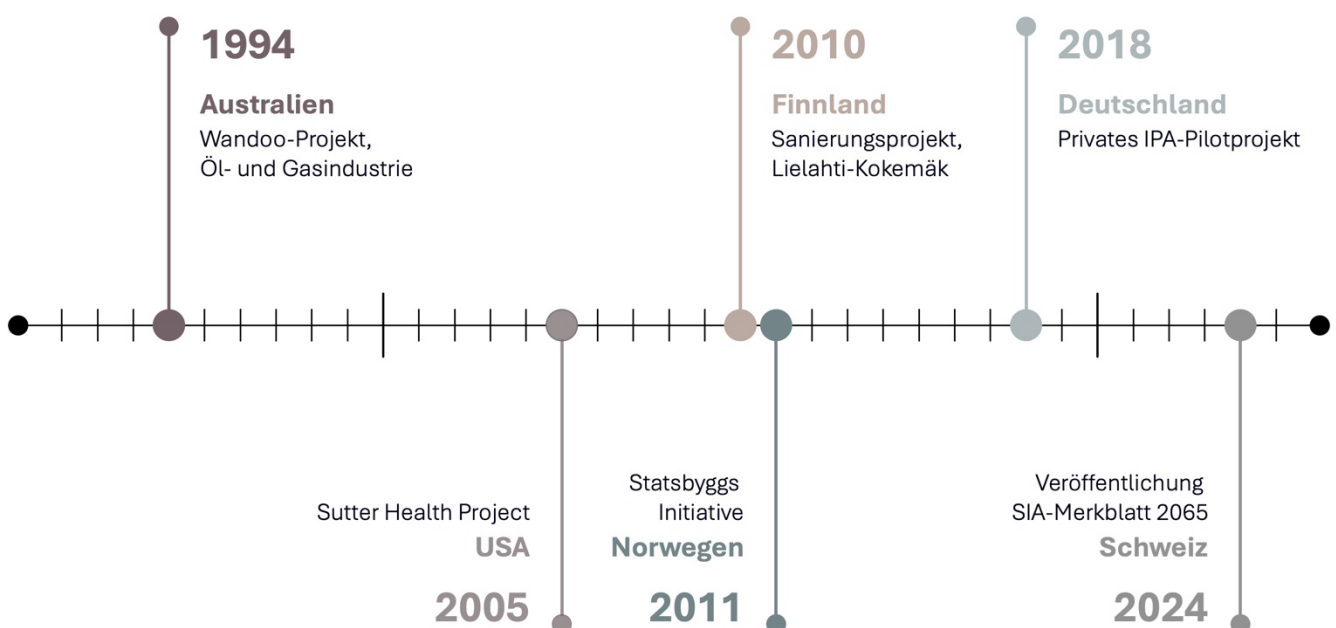 1994
Australien
Wandoo-Projekt,
Öl- und Gasindustrie
2010
Finnland
Sanierungsprojekt,
Lielahti-Kokemäk
2018
Deutschland
Privates IPA-Pilotprojekt
Sutter Health Project
USA
2005
Statsbyggs
Initiative
Norwegen
2011
Veröffentlichung
SIA-Merkblatt 2065
Schweiz
2024